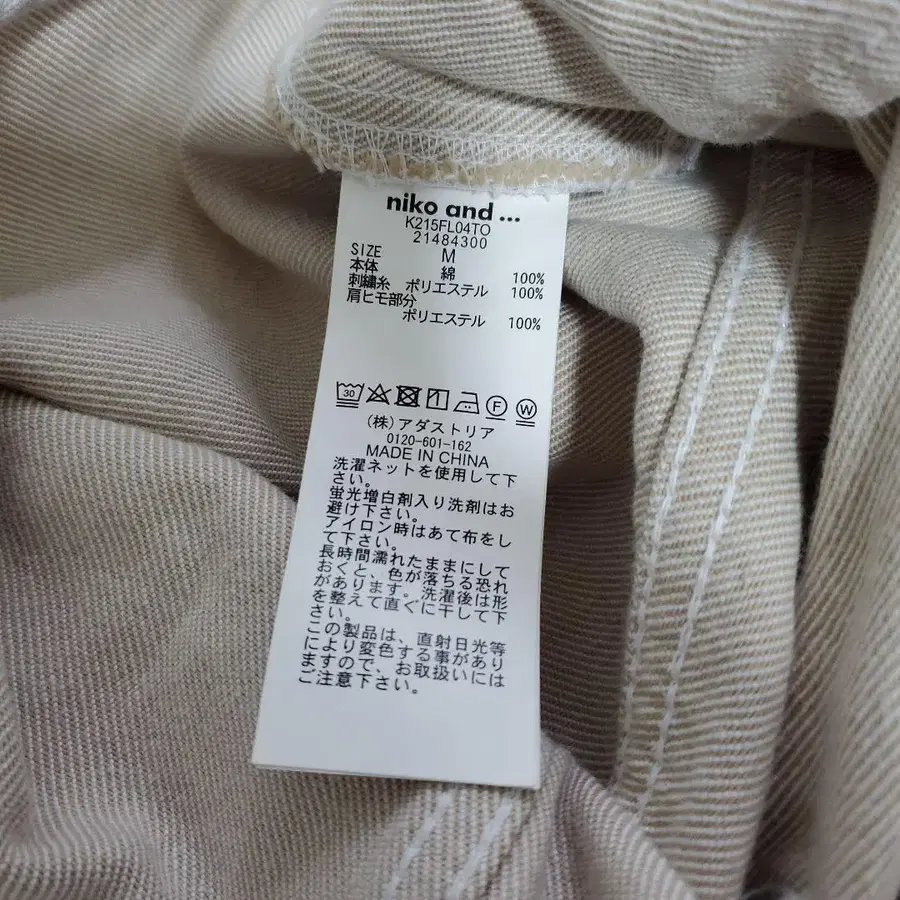 niko and ...
K215FL04TO
21484300
SIZE M
本体 綿 100%
刺繍糸 ポリエステル 100%
肩ヒモ部分
ポリエステル 100%
30 F W
(株)アダストリア
0120-601-162
MADE IN CHINA
洗濯ネットを使用して下
さい。
蛍光増白剤入り洗剤はお
避け下さい。
アイロン時はあて布をし
て下さい。
長時間濡れたままにして
おくと、色が落ちる恐れ
があります。洗濯後は形
を整えて直ぐに干して下
さい。
この製品は、直射日光等
により変色する事があり
ますので、お取扱いには
ご注意下さい。